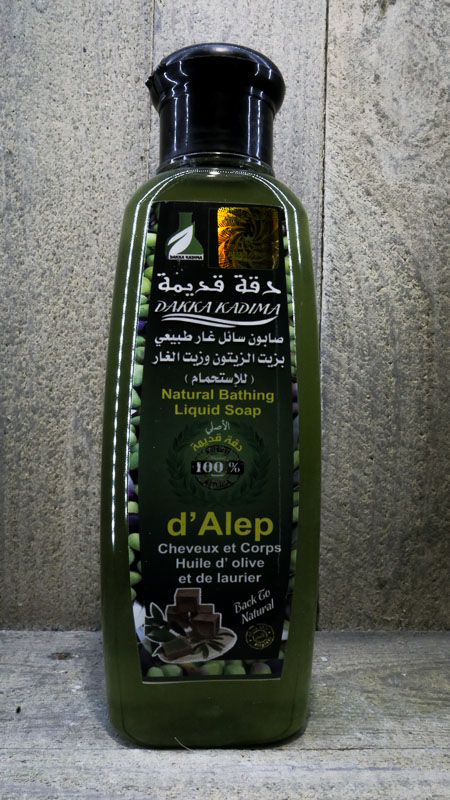 DAKKA KADIMA
دقة قديمة
DAKKA KADIMA
صابون سائل غار طبيعي
بزيت الزيتون وزيت الغار
( للإستحمام )
Natural Bathing
Liquid Soap
الأصلي
دقة قديمة
100 %
d'Alep
Cheveux et Corps
Huile d' olive
et de laurier
Back To
Natural